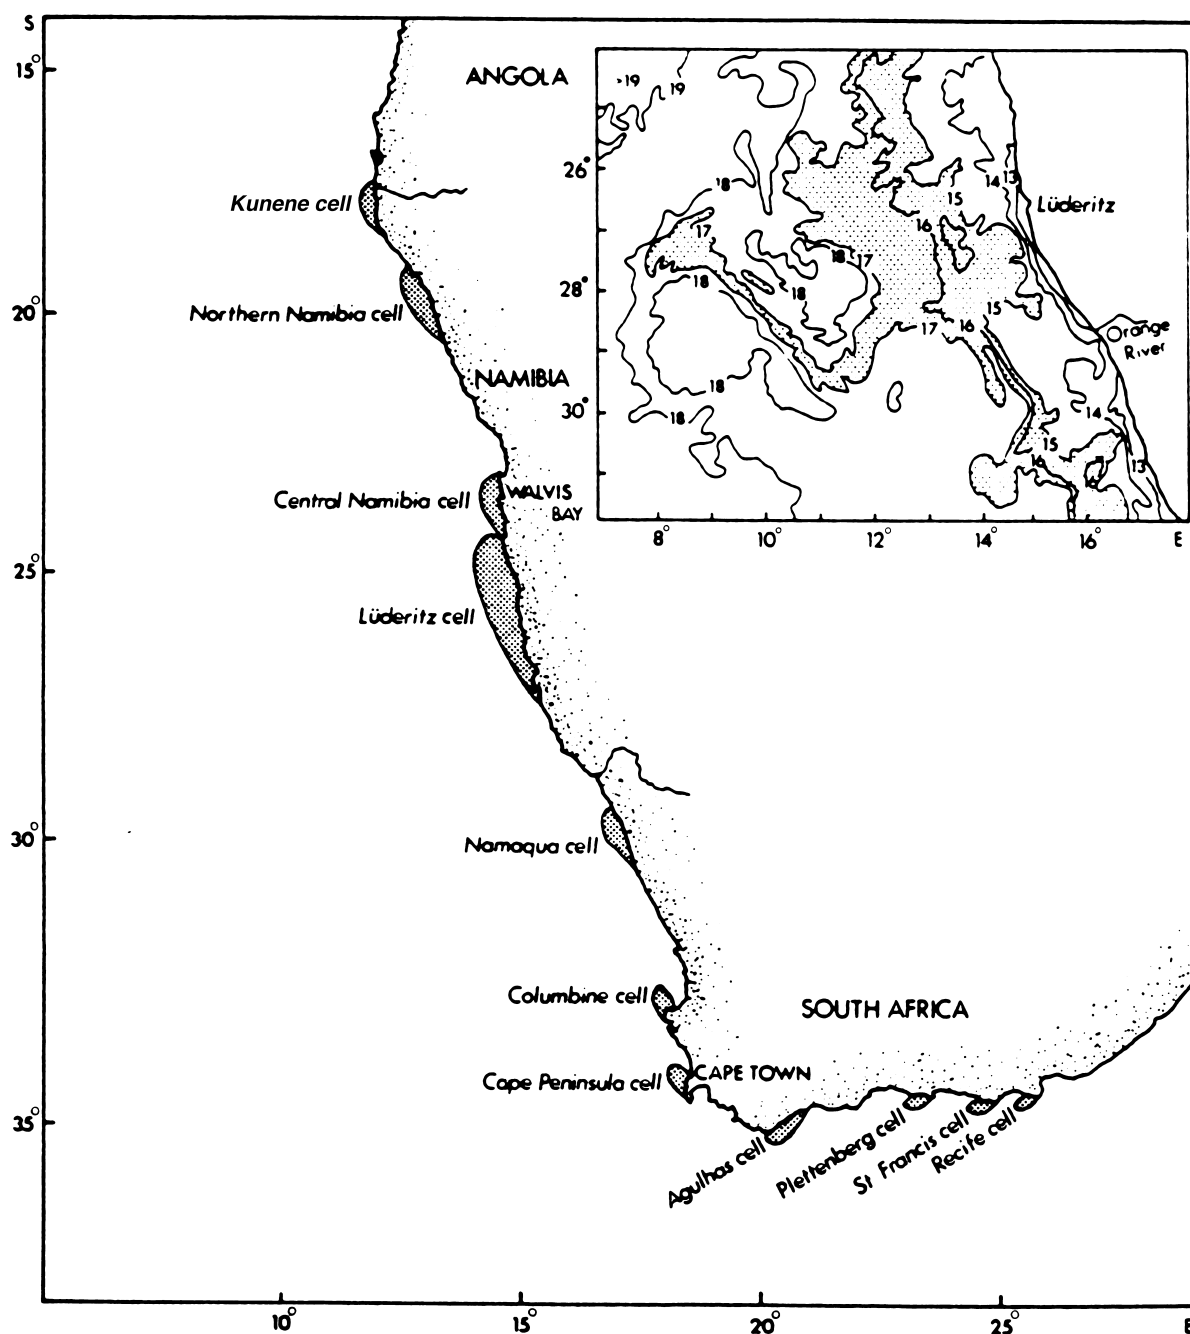 S
15°
20°
25°
30°
35°
10°
15°
20°
25°
E
ANGOLA
Kunene cell
Northern Namibia cell
NAMIBIA
Central Namibia cell
WALVIS
BAY
Lüderitz cell
Namaqua cell
Columbine cell
SOUTH AFRICA
Cape Peninsula cell
CAPE TOWN
Agulhas cell
Plettenberg cell
St Francis cell
Recife cell
>19
19
18
26°
28°
30°
14
13
15
16
Lüderitz
17
18
17
18
18
15
17
16
Orange
River
18
18
14
15
16
13
16
8°
10°
12°
14°
16°
E